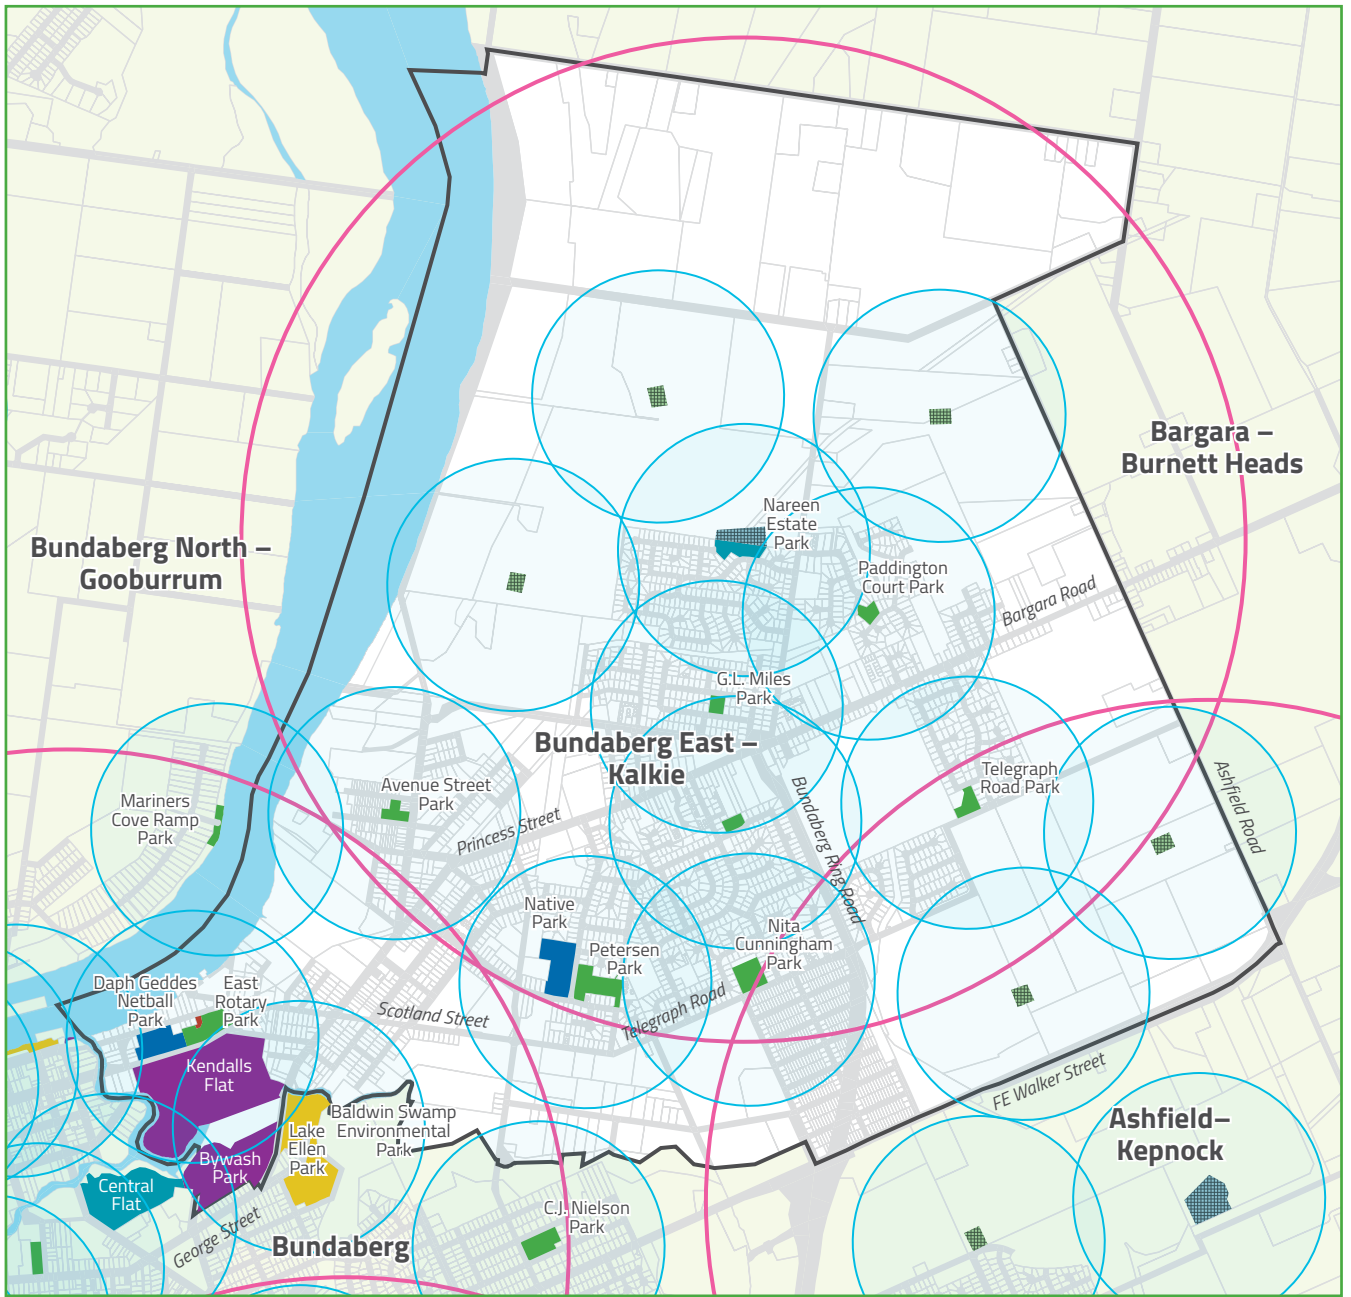 Bargara –
Burnett Heads
Nareen
Estate
Park
Bundaberg North –
Gooburrum
Paddington
Court Park
Bargara Road
G.L. Miles
Park
Bundaberg East –
Kalkie
Telegraph
Road Park
Ashfield Road
Avenue Street
Park
Mariners
Cove Ramp
Park
Princess Street
Bundaberg Ring Road
Native
Park
Nita
Cunningham
Park
Petersen
Park
Daph Geddes
Netball
Park
East
Rotary
Park
Scotland Street
Telegraph Road
Kendalls
Flat
FE Walker Street
Baldwin Swamp
Environmental
Park
Lake
Ellen
Park
Ashfield–
Kepnock
Bywash
Park
Central
Flat
C.J. Nielson
Park
George Street
Bundaberg